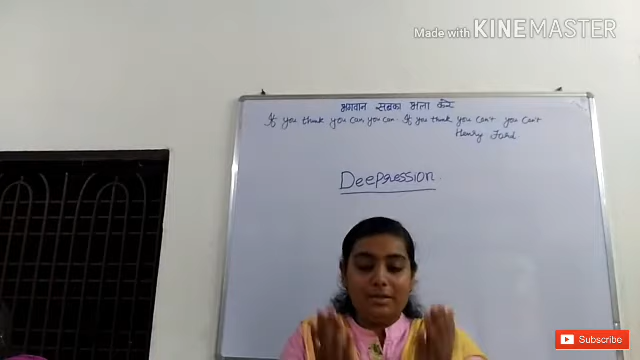 Made with KINEMASTER
भगवान सबका भला करे
If you think you can, you can. If you think you can't you can't
Henry Ford
Deepression.
Subscribe